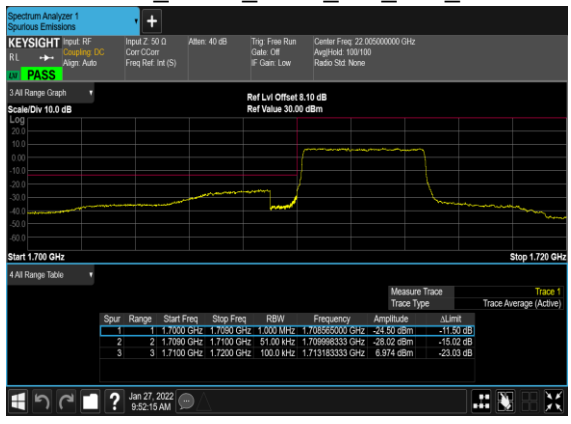 Spectrum Analyzer 1
Spurious Emissions
KEYSIGHT Input: RF Input Z: 50 Ω Atten: 40 dB Trig: Free Run Center Freq: 22.005000000 GHz
RL Coupling: DC Corr CCorr Gate: Off Avg|Hold: 100/100
Align: Auto Freq Ref: Int (S) IF Gain: Low Radio Std: None
LW PASS
3 All Range Graph
Ref Lvl Offset 8.10 dB
Scale/Div 10.0 dB Ref Value 30.00 dBm
Log
20.0
10.0
0.00
-10.0
-20.0
-30.0
-40.0
-50.0
-60.0
Start 1.700 GHz Stop 1.720 GHz
4 All Range Table
Measure Trace Trace 1
Trace Type Trace Average (Active)
Spur Range Start Freq Stop Freq RBW Frequency Amplitude ΔLimit
1 1 1.7000 GHz 1.7090 GHz 1.000 MHz 1.708565000 GHz -24.50 dBm -11.50 dB
2 2 1.7090 GHz 1.7100 GHz 51.00 kHz 1.709998333 GHz -28.02 dBm -15.02 dB
3 3 1.7100 GHz 1.7200 GHz 100.0 kHz 1.713183333 GHz 6.974 dBm -23.03 dB
Jan 27, 2022
9:52:15 AM